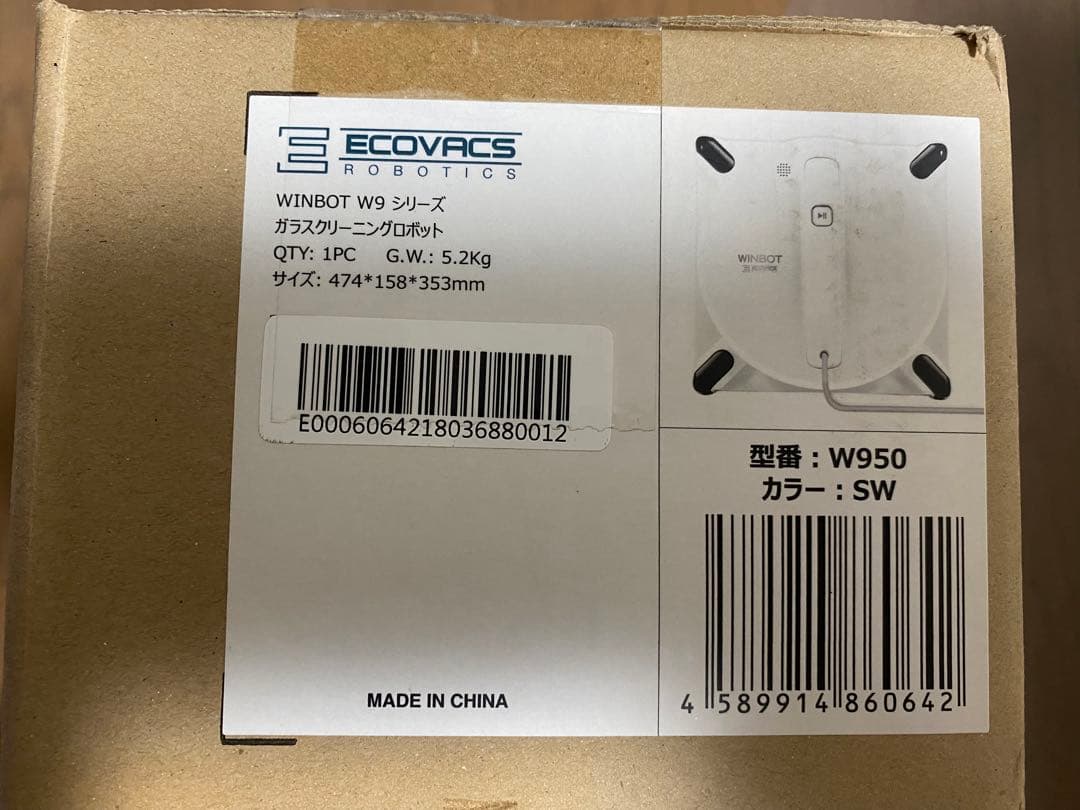 ECOVACS
ROBOTICS
WINBOT W9 シリーズ
ガラスクリーニングロボット
QTY: 1PC G.W.: 5.2Kg
サイズ: 474*158*353mm
E0006064218036880012
MADE IN CHINA
WINBOT
ECOVACS
型番：W950
カラー：SW
4 589914 860642